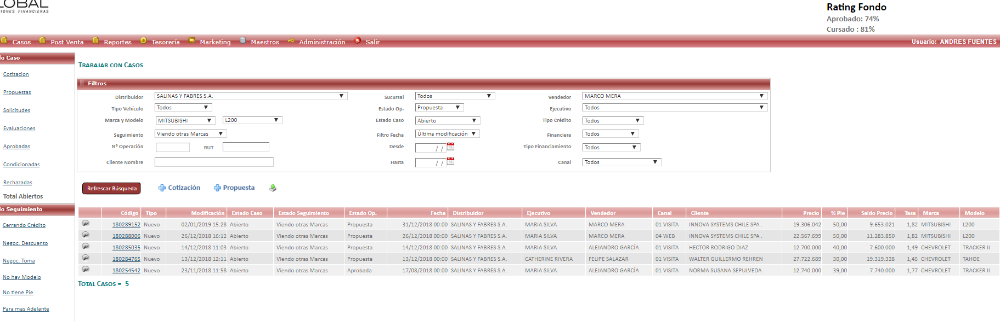 LOBAL
IONES FINANCIERAS
Rating Fondo
Aprobado: 74%
Cursado : 81%
Casos Post Venta Reportes Tesorería Marketing Maestros Administración Salir Usuario: ANDRES FUENTES
lo Caso
Cotizacion
Propuestas
Solicitudes
Evaluaciones
Aprobadas
Condicionadas
Rechazadas
Total Abiertos
lo Seguimiento
Cerrando Crédito
Negoc. Descuento
Negoc. Toma
No hay Modelo
No tiene Pie
Para mas Adelante
TRABAJAR CON CASOS
Filtros
Distribuidor SALINAS Y FABRES S.A. Sucursal Todos Vendedor MARCO MERA
Tipo Vehículo Todos Estado Op. Propuesta Ejecutivo Todos
Marca y Modelo MITSUBISHI L200 Estado Caso Abierto Tipo Crédito Todos
Seguimiento Viendo otras Marcas Filtro Fecha Última modificación Financiera Todos
Nº Operación RUT Desde / / Tipo Financiamiento Todos
Cliente Nombre Hasta / / Canal Todos
Refrescar Búsqueda Cotización Propuesta
Código Tipo Modificación Estado Caso Estado Seguimiento Estado Op. Fecha Distribuidor Ejecutivo Vendedor Canal Cliente Precio % Pie Saldo Precio Tasa Marca Modelo
180289152 Nuevo 02/01/2019 15:28 Abierto Viendo otras Marcas Propuesta 31/12/2018 00:00 SALINAS Y FABRES S.A. MARIA SILVA MARCO MERA 01 VISITA INNOVA SYSTEMS CHILE SPA . 19.306.042 50,00 9.653.021 1,82 MITSUBISHI L200
180288006 Nuevo 26/12/2018 16:12 Abierto Viendo otras Marcas Propuesta 26/12/2018 00:00 SALINAS Y FABRES S.A. MARIA SILVA MARCO MERA 04 WEB INNOVA SYSTEMS CHILE SPA . 22.567.699 50,00 11.283.850 1,82 MITSUBISHI L200
180285035 Nuevo 14/12/2018 11:03 Abierto Viendo otras Marcas Propuesta 14/12/2018 00:00 SALINAS Y FABRES S.A. MARIA SILVA ALEJANDRO GARCÍA 01 VISITA HECTOR RODRIGO DIAZ 12.700.000 40,00 7.600.000 1,49 CHEVROLET TRACKER II
180284765 Nuevo 13/12/2018 12:11 Abierto Viendo otras Marcas Propuesta 13/12/2018 00:00 SALINAS Y FABRES S.A. CATHERINE RIVERA FELIPE SALAZAR 01 VISITA WALTER GUILLERMO REHREN 27.722.689 30,00 19.319.328 1,45 CHEVROLET TAHOE
180254542 Nuevo 23/11/2018 11:58 Abierto Viendo otras Marcas Aprobada 17/08/2018 00:00 SALINAS Y FABRES S.A. MARIA SILVA ALEJANDRO GARCÍA 01 VISITA NORMA SUSANA SEPULVEDA 12.740.000 39,00 7.740.000 1,77 CHEVROLET TRACKER II
TOTAL CASOS = 5